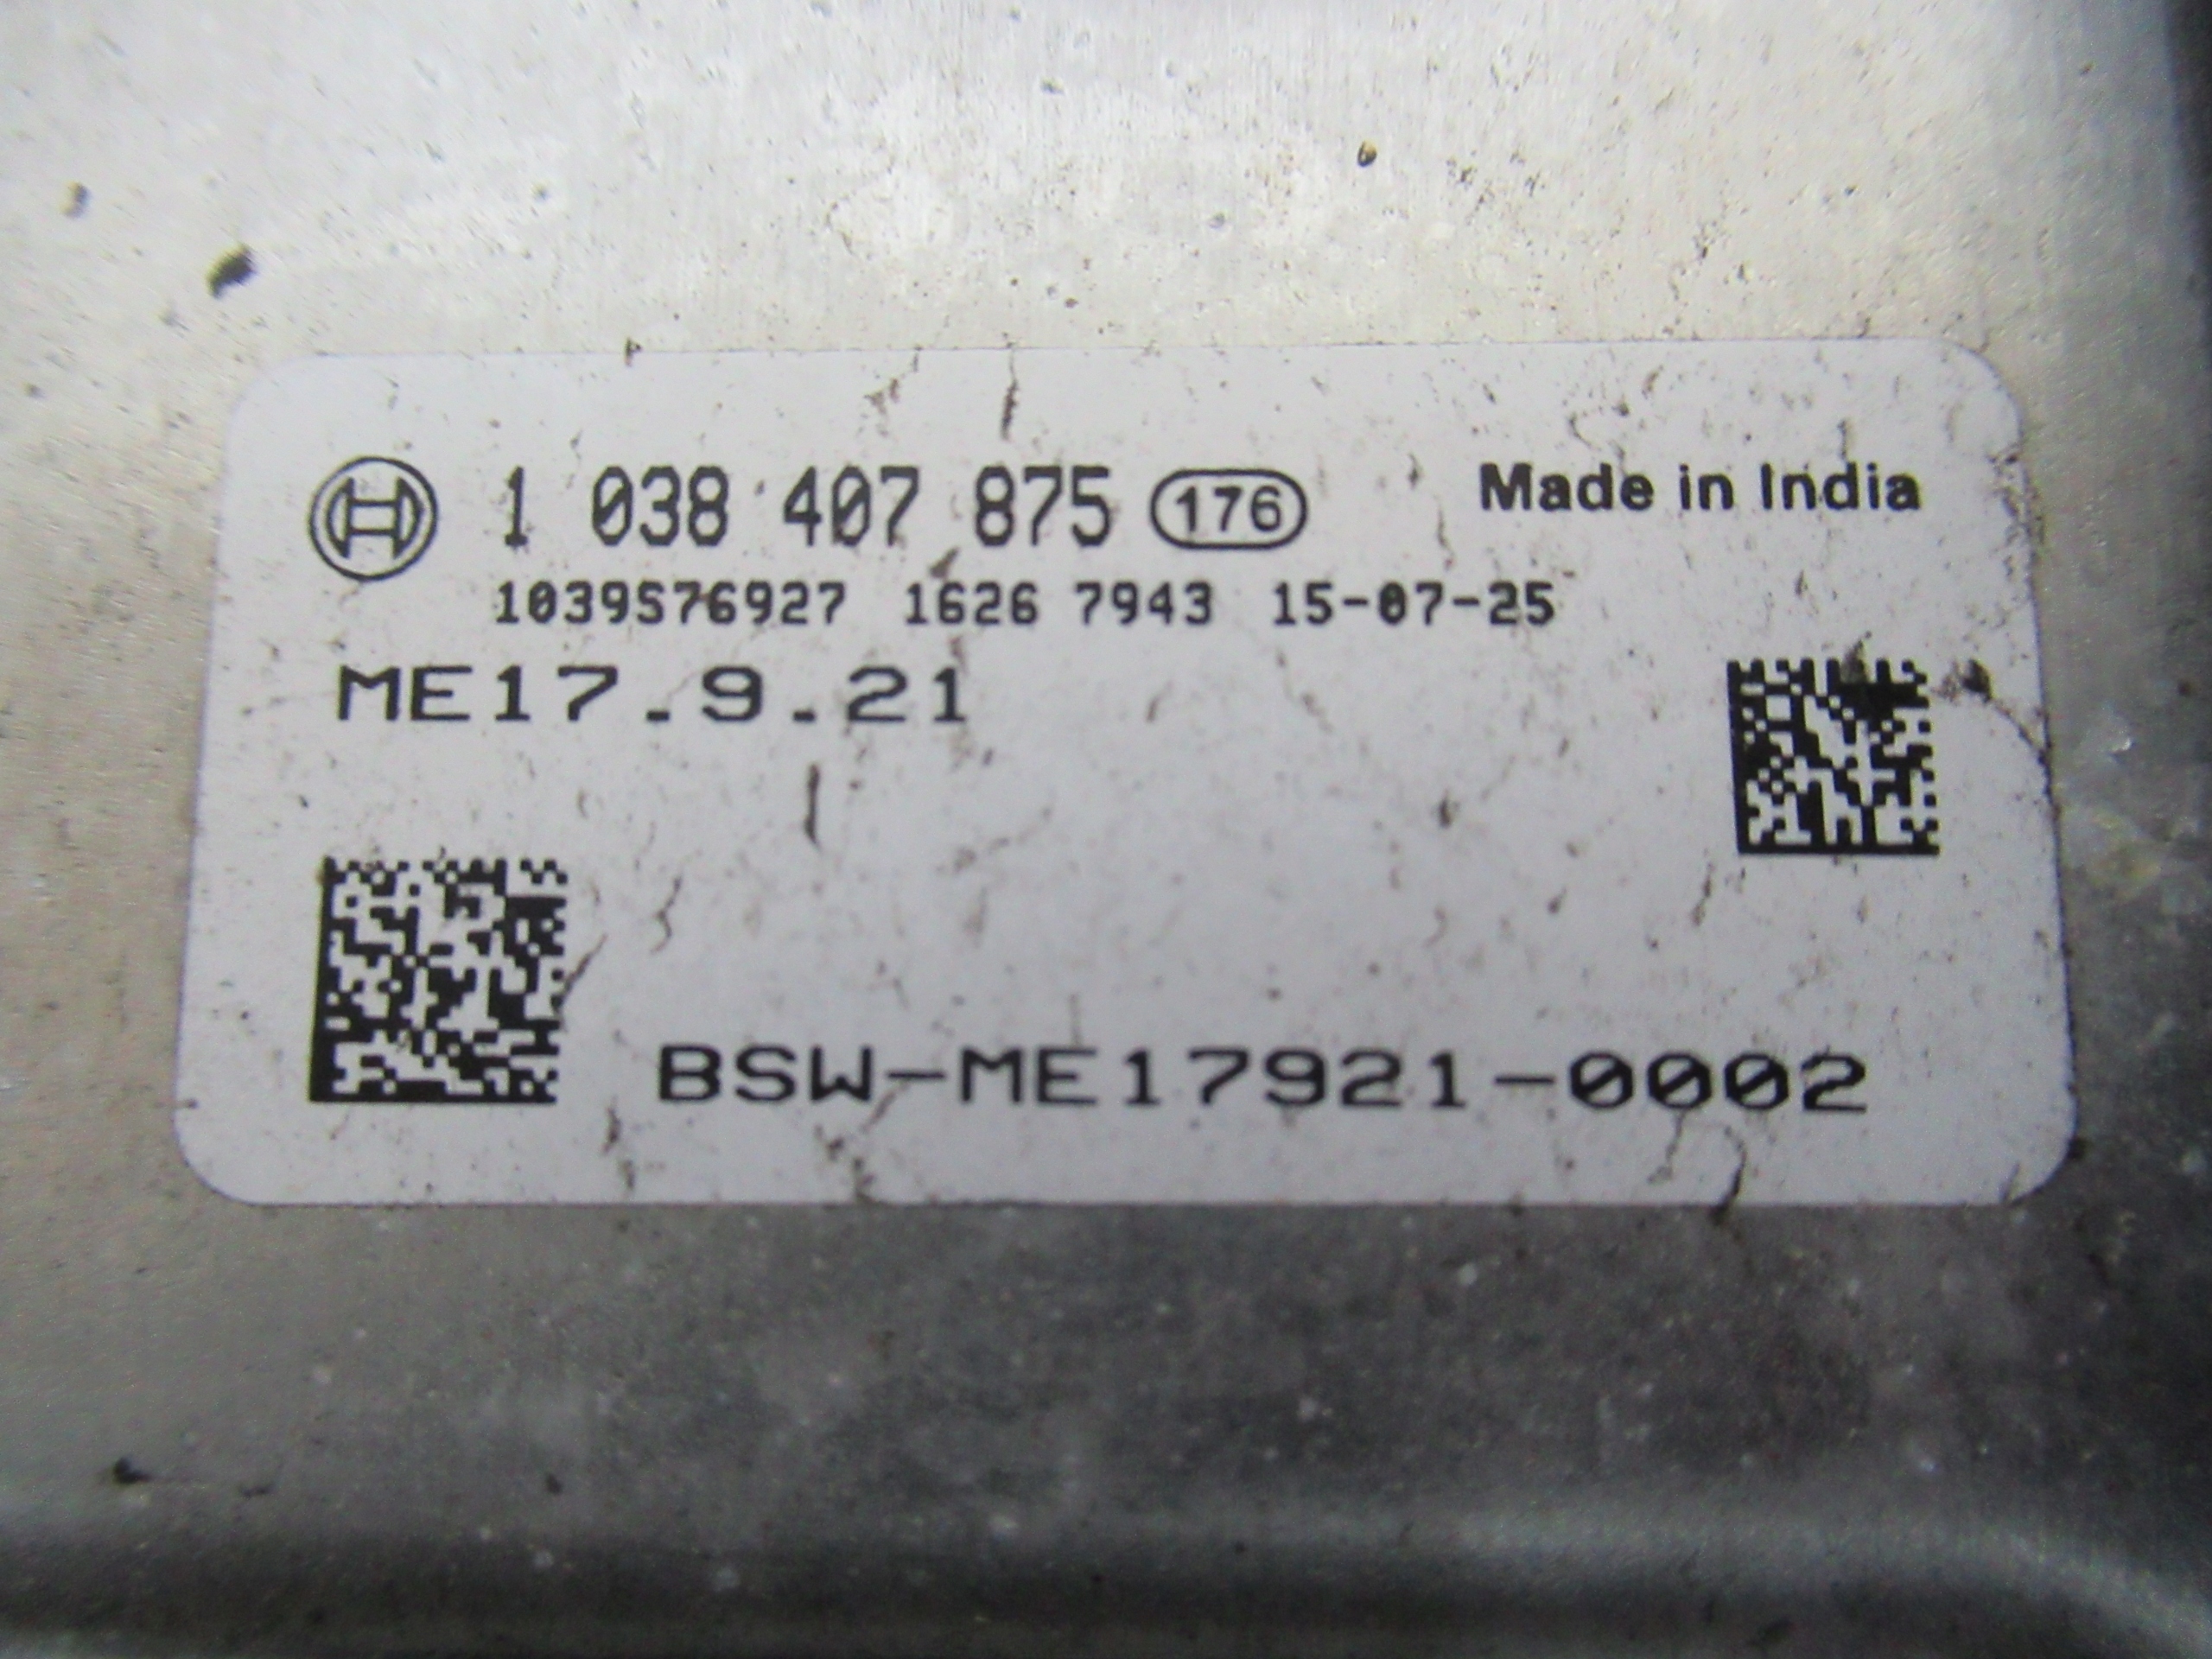 1 038 407 875 176 Made in India
1039S76927 1626 7943 15-07-25
ME17.9.21
BSW-ME17921-0002